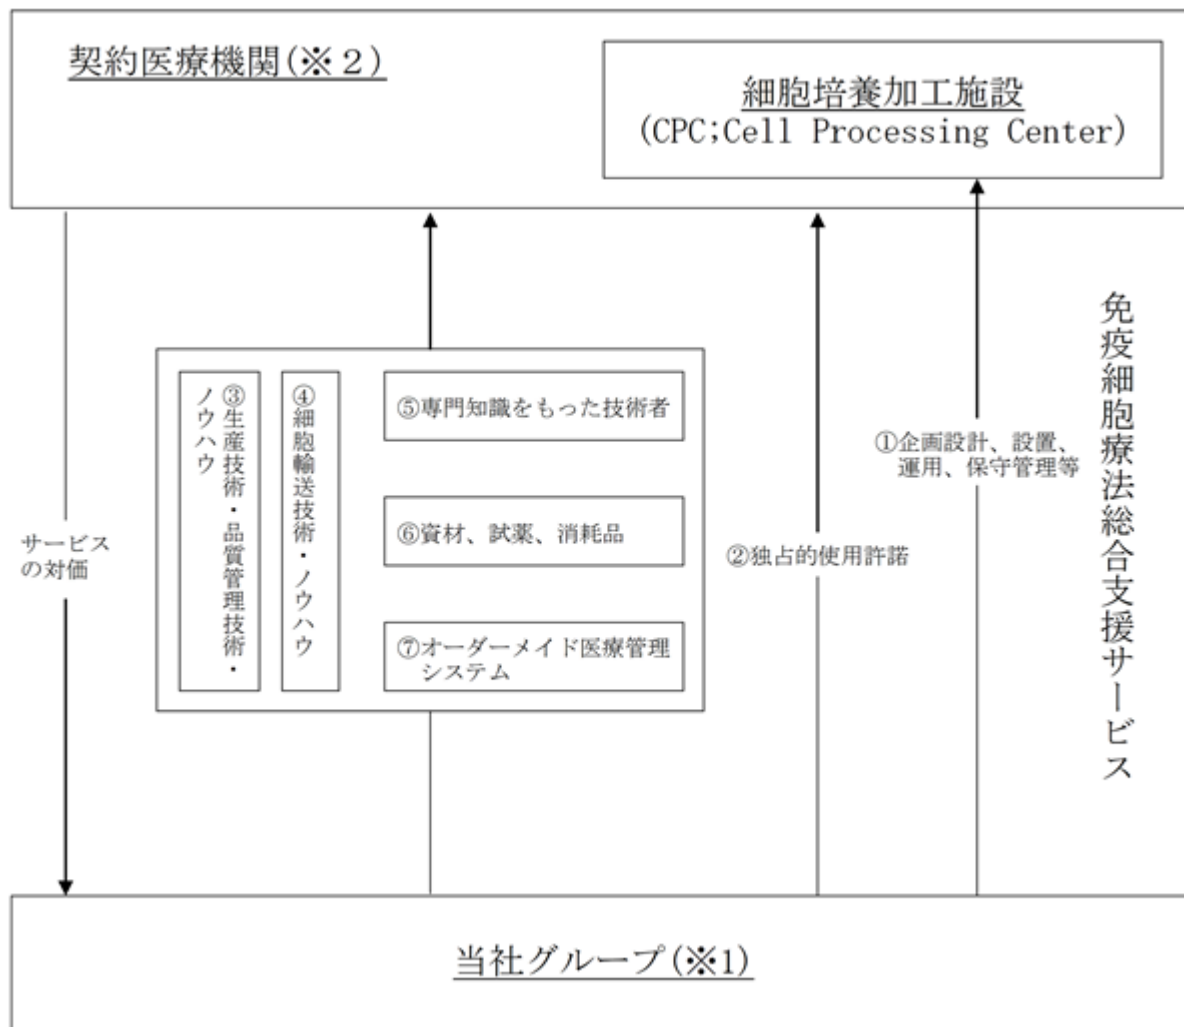 契約医療機関(※２)
細胞培養加工施設
(CPC;Cell Processing Center)
免疫細胞療法総合支援サービス
①企画設計、設置、
運用、保守管理等
②独占的使用許諾
③生産技術・品質管理技術・
ノウハウ
④細胞輸送技術・ノウハウ
⑤専門知識をもった技術者
⑥資材、試薬、消耗品
⑦オーダーメイド医療管理
システム
サービス
の対価
当社グループ(※1)